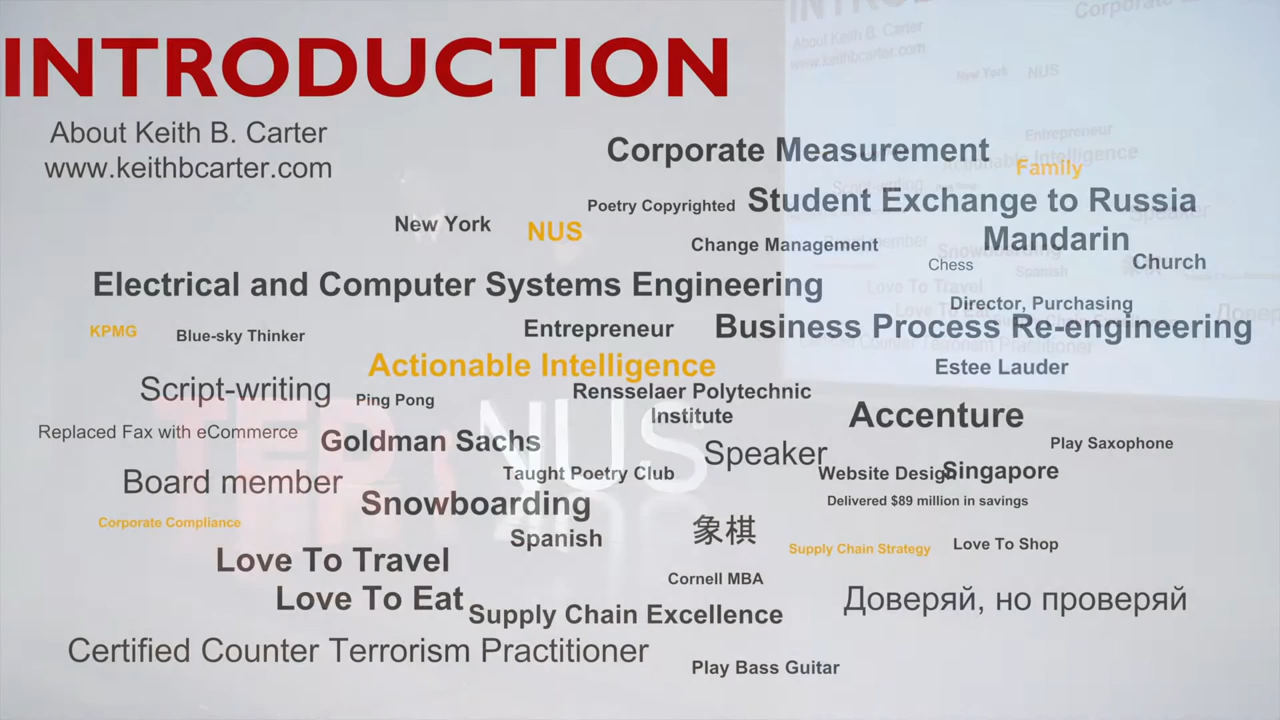 INTRODUCTION
About Keith B. Carter
www.keithbcarter.com
Corporate Measurement
Family
Poetry Copyrighted
Student Exchange to Russia
New York
NUS
Change Management
Mandarin
Chess
Church
Electrical and Computer Systems Engineering
Director, Purchasing
KPMG
Blue-sky Thinker
Entrepreneur
Business Process Re-engineering
Actionable Intelligence
Estee Lauder
Script-writing
Ping Pong
Rensselaer Polytechnic
Institute
Accenture
Replaced Fax with eCommerce
Goldman Sachs
Speaker
Play Saxophone
Board member
Taught Poetry Club
Website Design
Singapore
Snowboarding
Delivered $89 million in savings
Corporate Compliance
Spanish
象棋
Supply Chain Strategy
Love To Shop
Love To Travel
Cornell MBA
Love To Eat
Supply Chain Excellence
Доверяй, но проверяй
Certified Counter Terrorism Practitioner
Play Bass Guitar
NUS